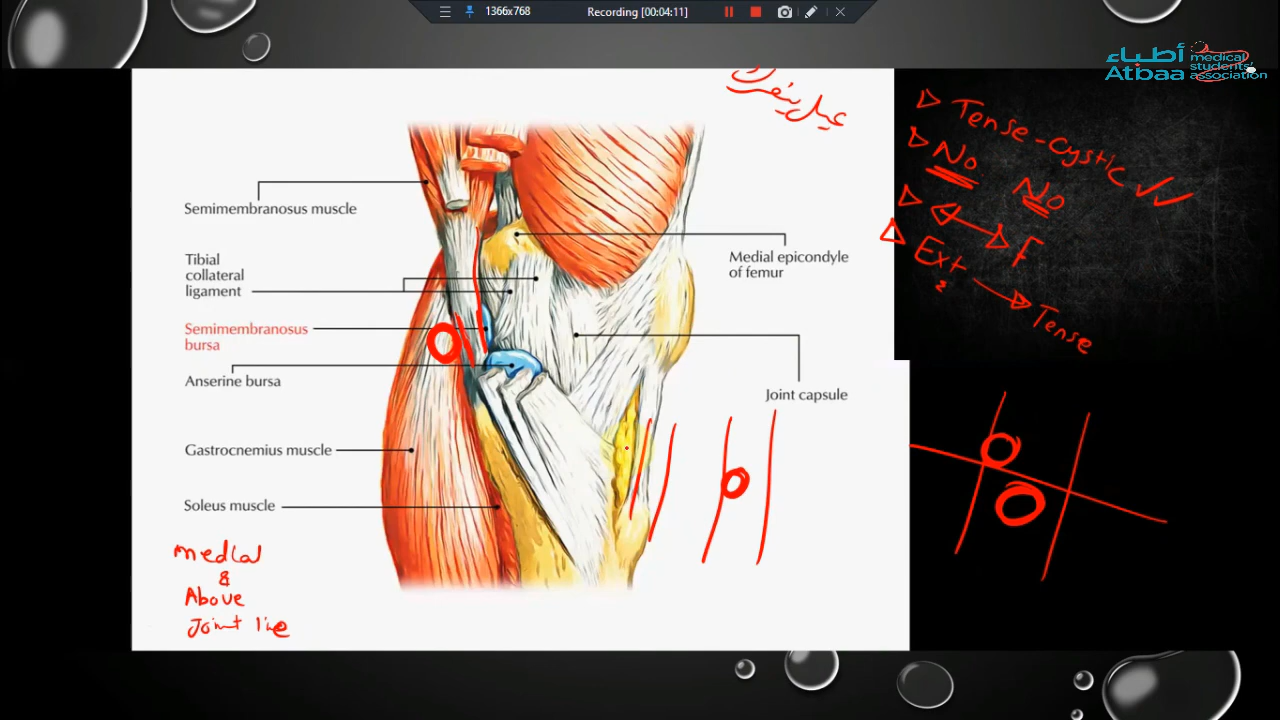 1366x768
Recording [00:04:11]
أطباء
Atbaa
medical
students'
association
Semimembranosus muscle
Tibial
collateral
ligament
Semimembranosus
bursa
Anserine bursa
Gastrocnemius muscle
Soleus muscle
Medial epicondyle
of femur
Joint capsule
medial
&
Above
Joint line
Tense-Cystic
No
No
F
Ext
Tense